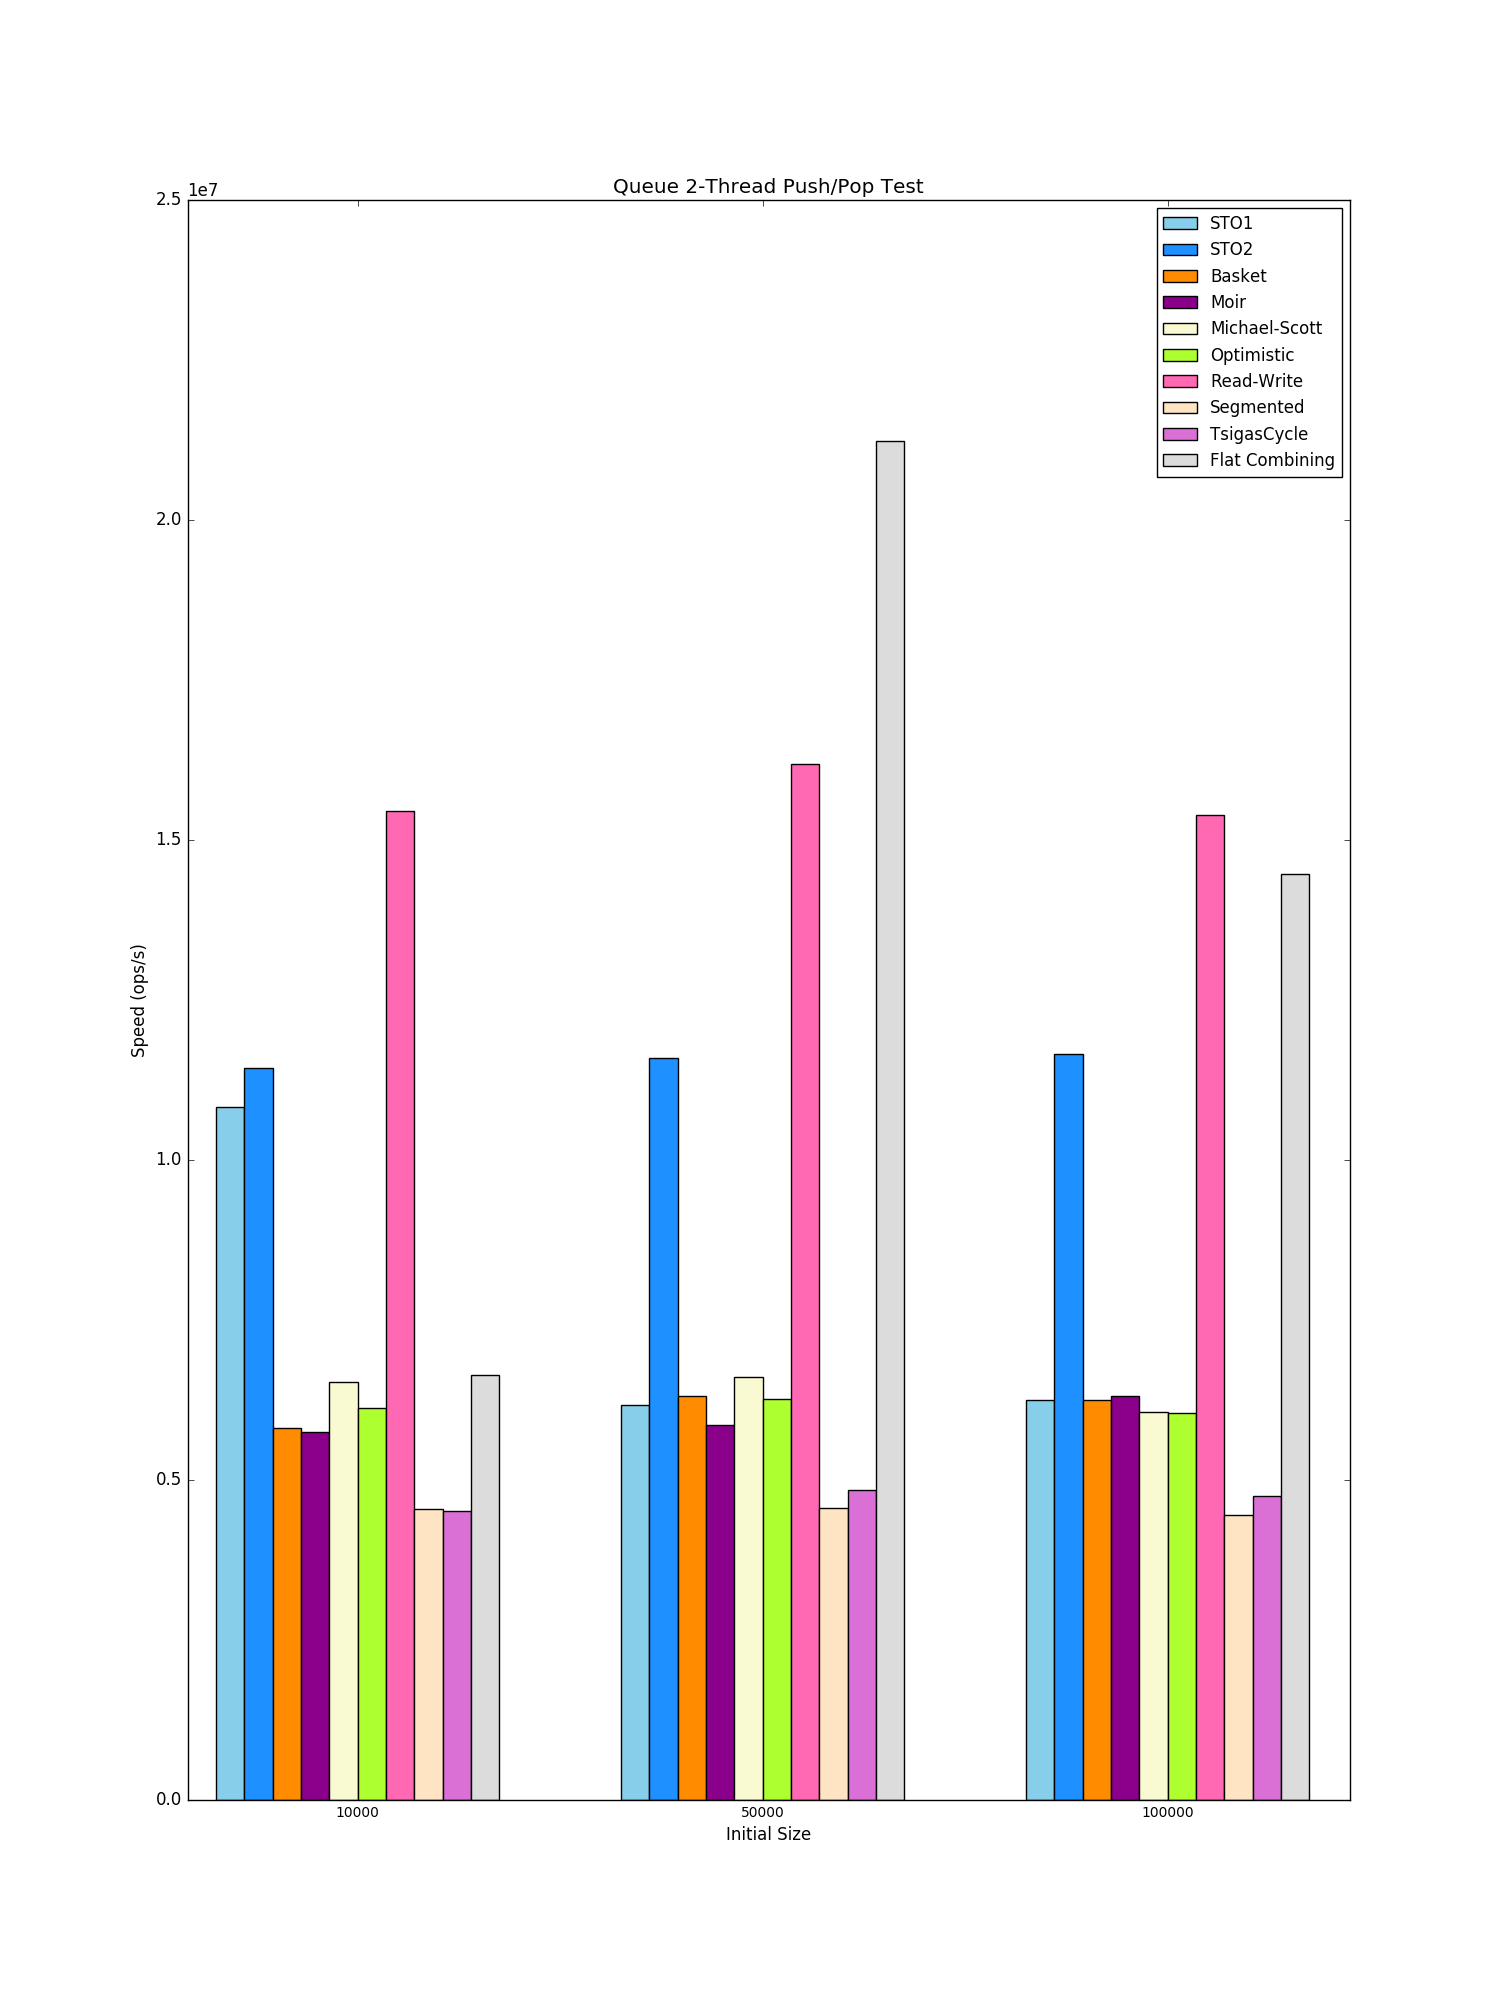 Queue 2-Thread Push/Pop Test
1e7
2.5
2.0
1.5
1.0
0.5
0.0
Speed (ops/s)
STO1
STO2
Basket
Moir
Michael-Scott
Optimistic
Read-Write
Segmented
TsigasCycle
Flat Combining
10000
50000
100000
Initial Size